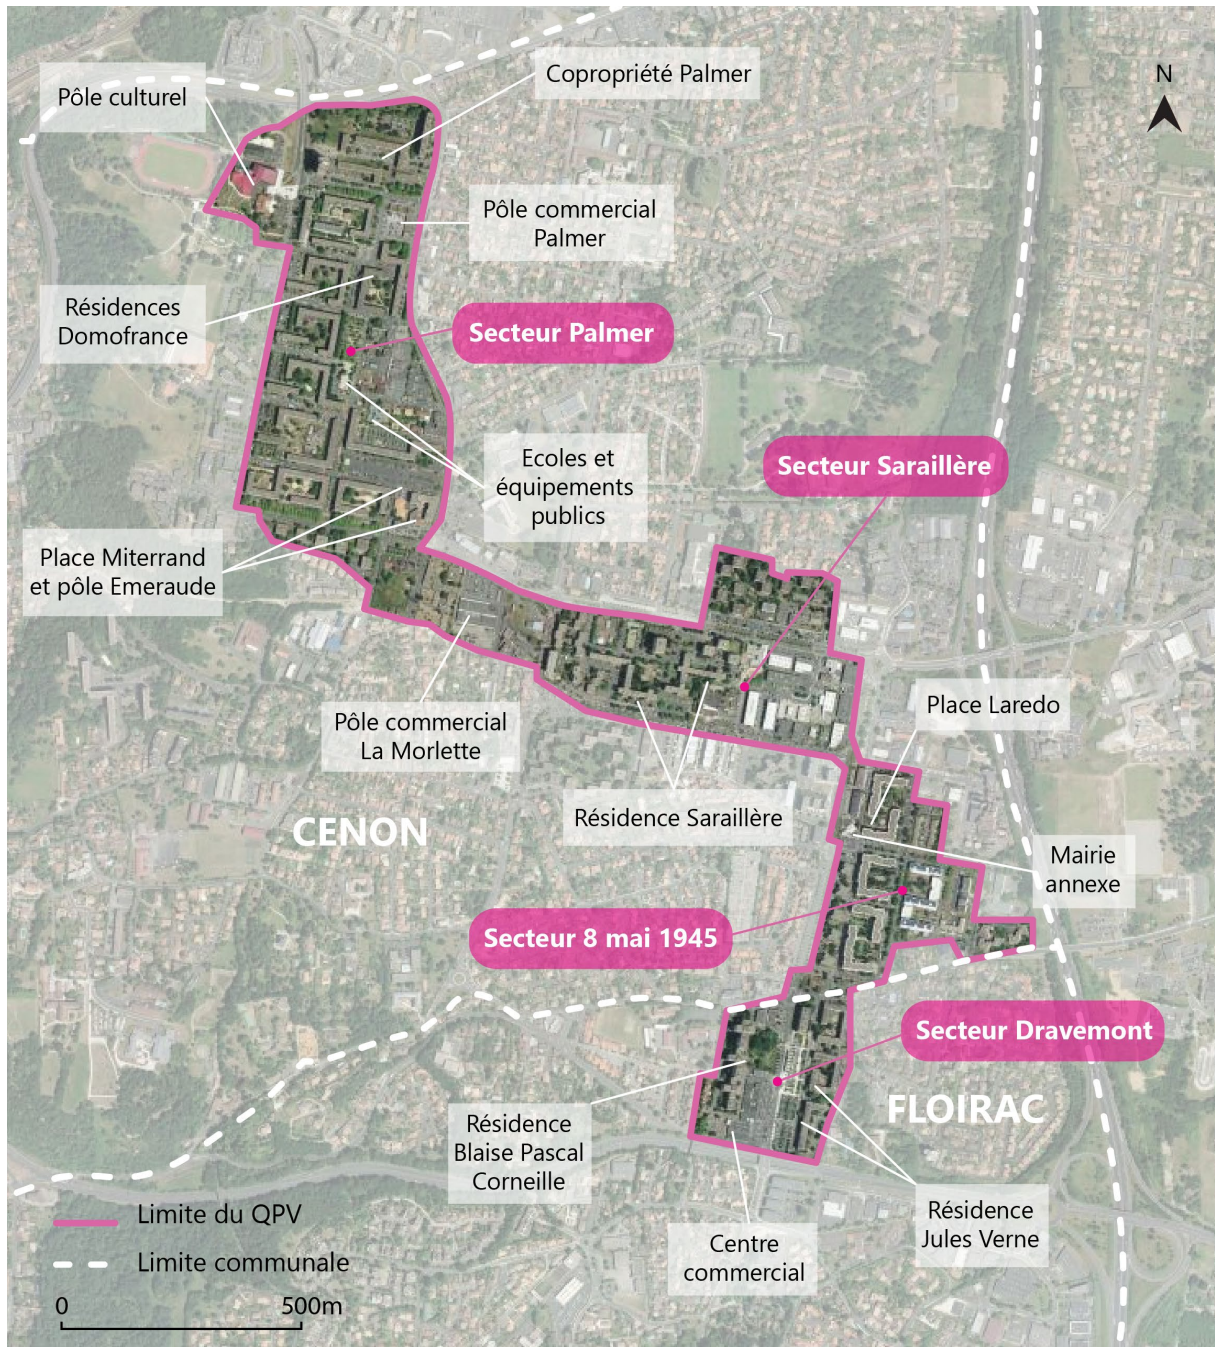 Copropriété Palmer
N
Pôle culturel
Pôle commercial
Palmer
Résidences
Domofrance
Secteur Palmer
Ecoles et
équipements
publics
Secteur Saraillère
Place Miterrand
et pôle Emeraude
Place Laredo
Pôle commercial
La Morlette
Résidence Saraillère
CENON
Mairie
annexe
Secteur 8 mai 1945
Secteur Dravemont
FLOIRAC
Résidence
Blaise Pascal
Corneille
Résidence
Jules Verne
Centre
commercial
Limite du QPV
Limite communale
0 500m